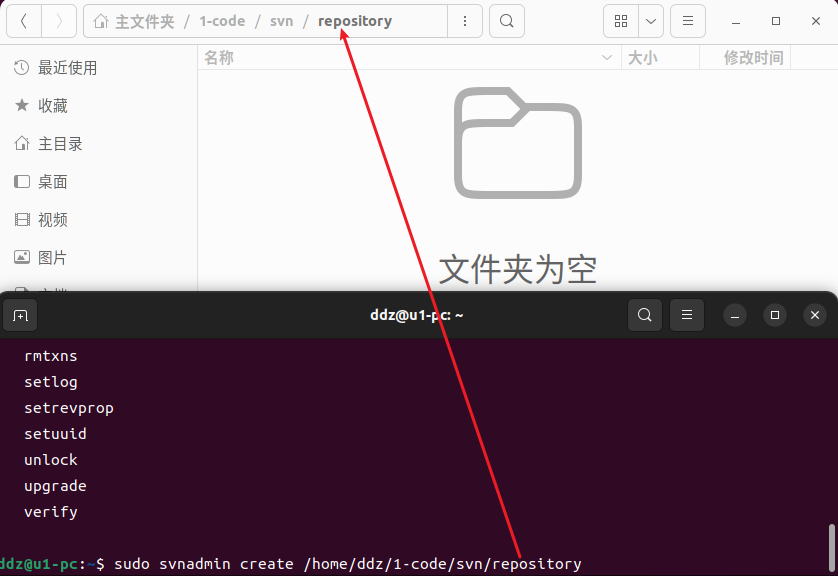 主文件夹 / 1-code / svn / repository
名称 大小 修改时间
最近使用
收藏
主目录
桌面
视频
图片
文件夹为空
ddz@u1-pc: ~
rmtxns
setlog
setrevprop
setuuid
unlock
upgrade
verify
ddz@u1-pc:~$ sudo svnadmin create /home/ddz/1-code/svn/repository